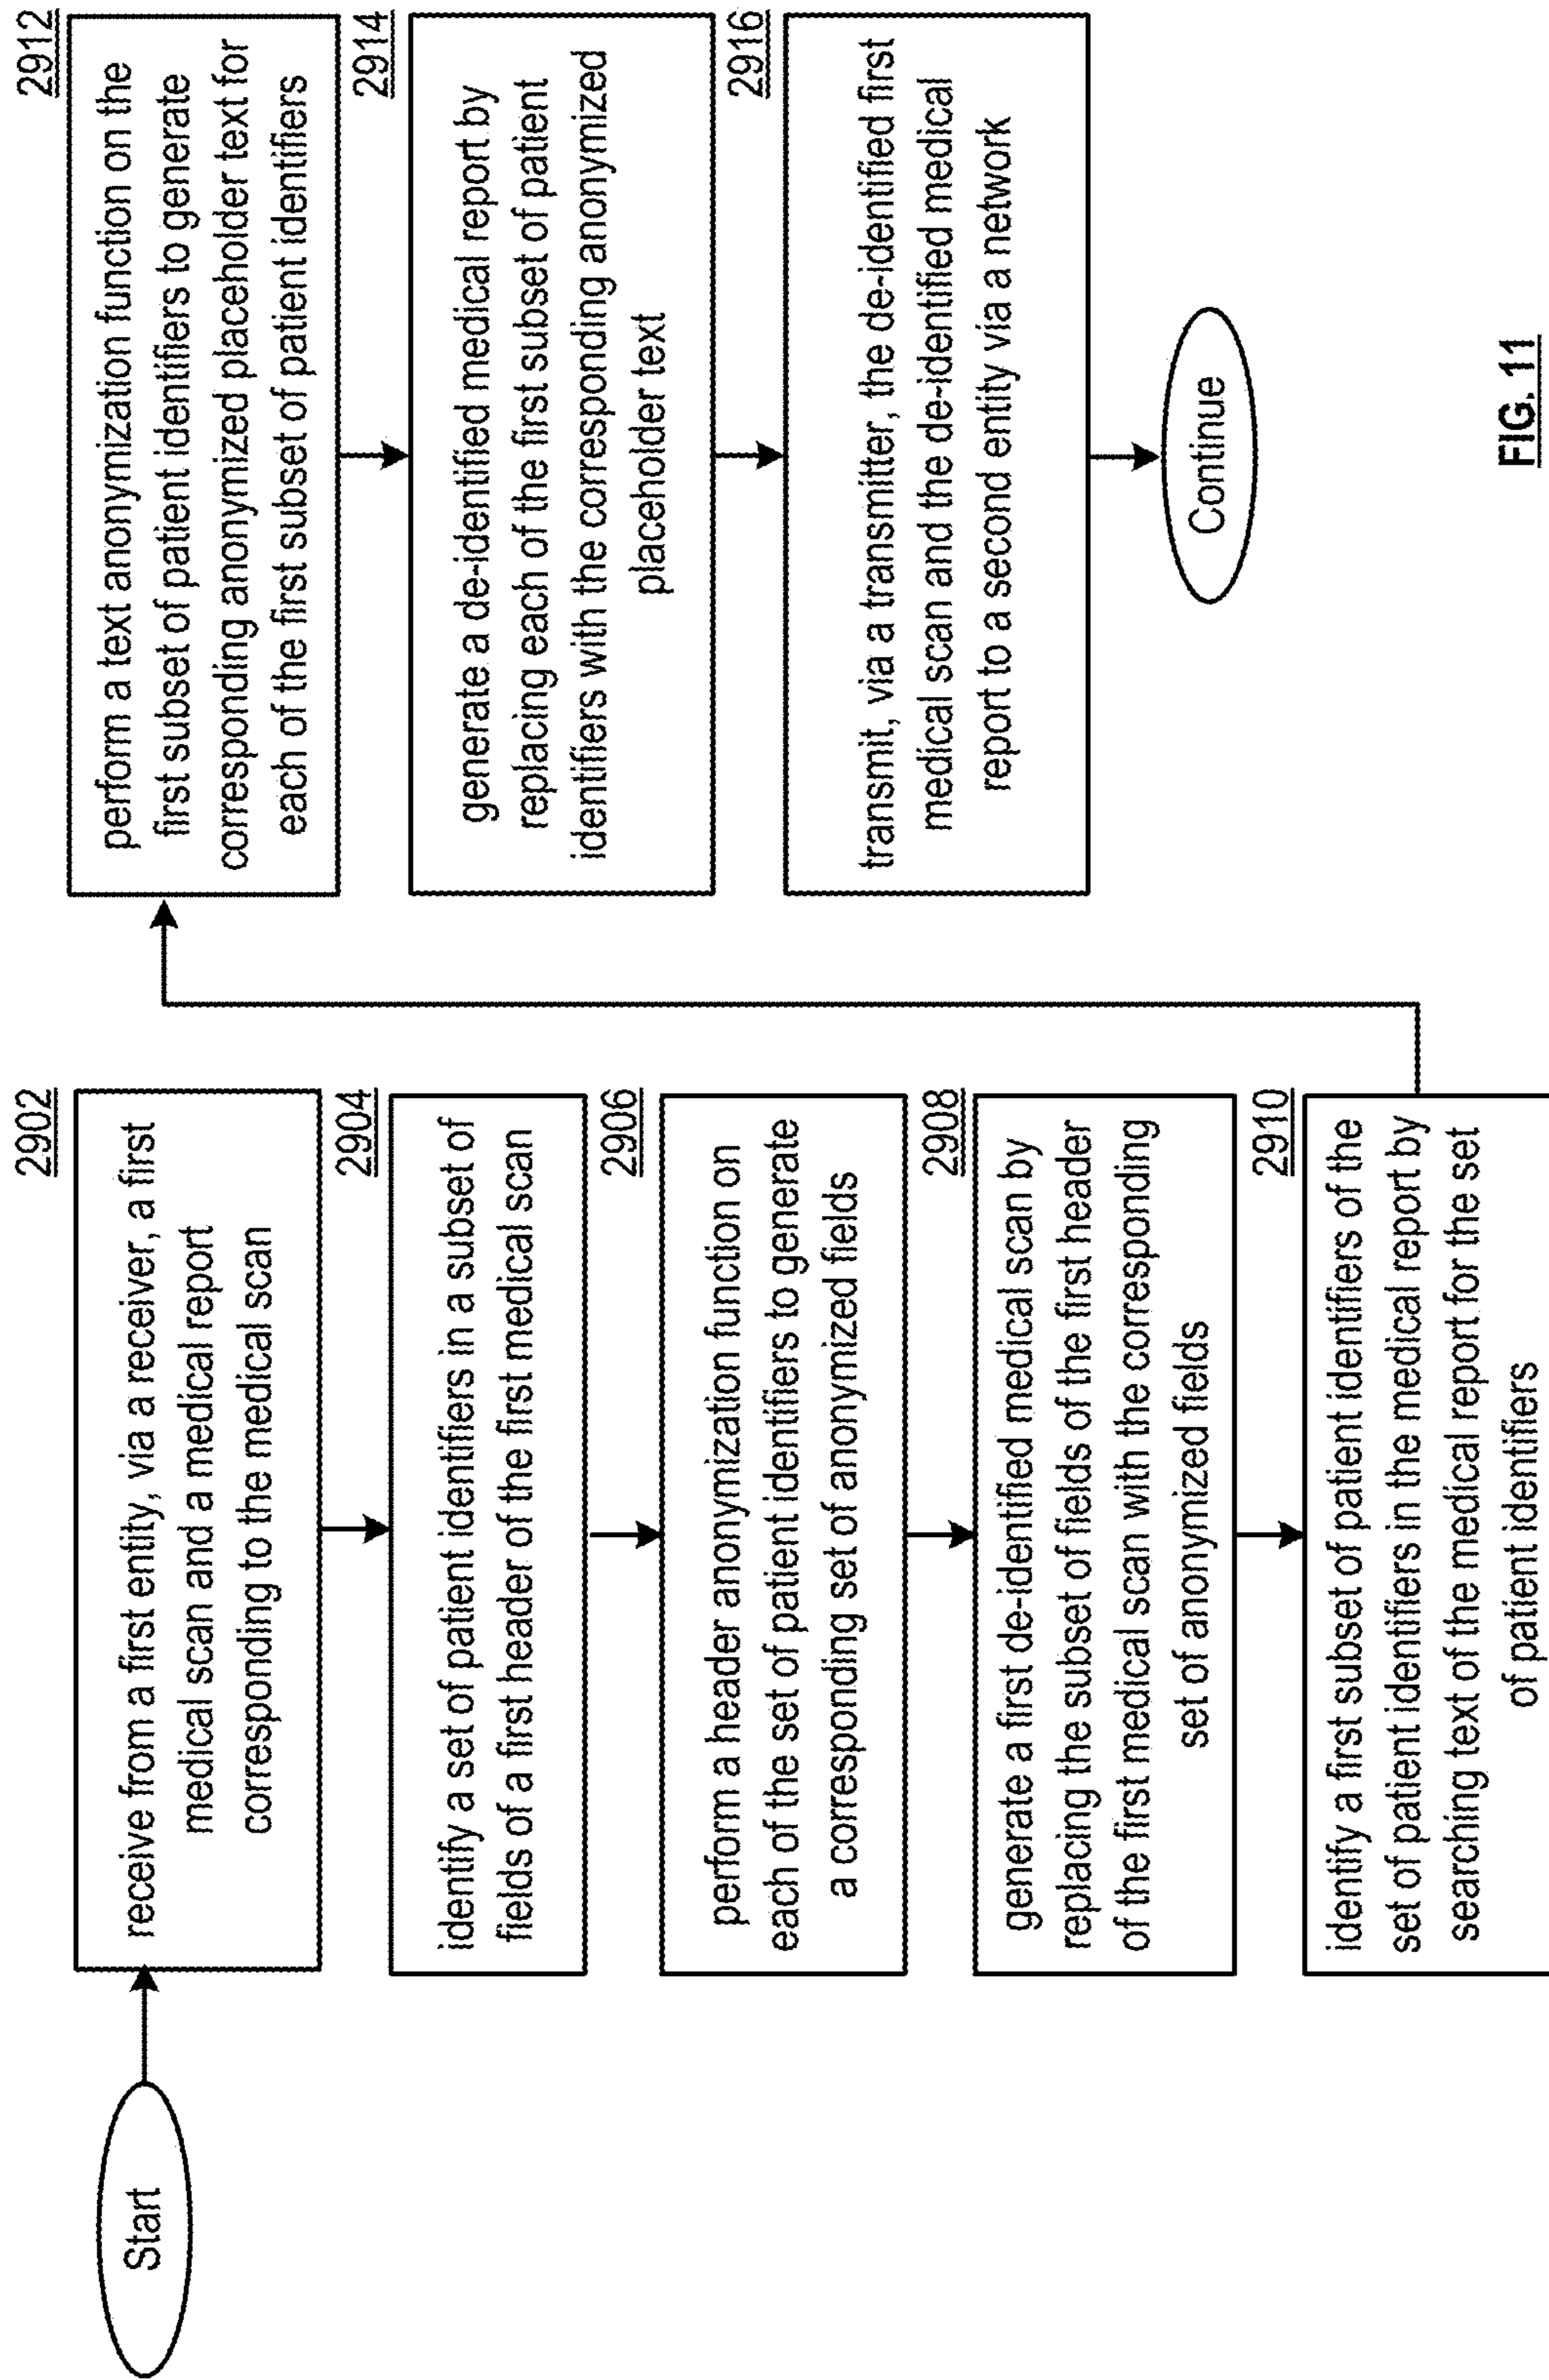 Start
2902
receive from a first entity, via a receiver, a first
medical scan and a medical report
corresponding to the medical scan
2904
identify a set of patient identifiers in a subset of
fields of a first header of the first medical scan
2906
perform a header anonymization function on
each of the set of patient identifiers to generate
a corresponding set of anonymized fields
2908
generate a first de-identified medical scan by
replacing the subset of fields of the first header
of the first medical scan with the corresponding
set of anonymized fields
2910
identify a first subset of patient identifiers of the
set of patient identifiers in the medical report by
searching text of the medical report for the set
of patient identifiers
2912
perform a text anonymization function on the
first subset of patient identifiers to generate
corresponding anonymized placeholder text for
each of the first subset of patient identifiers
2914
generate a de-identified medical report by
replacing each of the first subset of patient
identifiers with the corresponding anonymized
placeholder text
2916
transmit, via a transmitter, the de-identified first
medical scan and the de-identified medical
report to a second entity via a network
Continue
FIG. 11